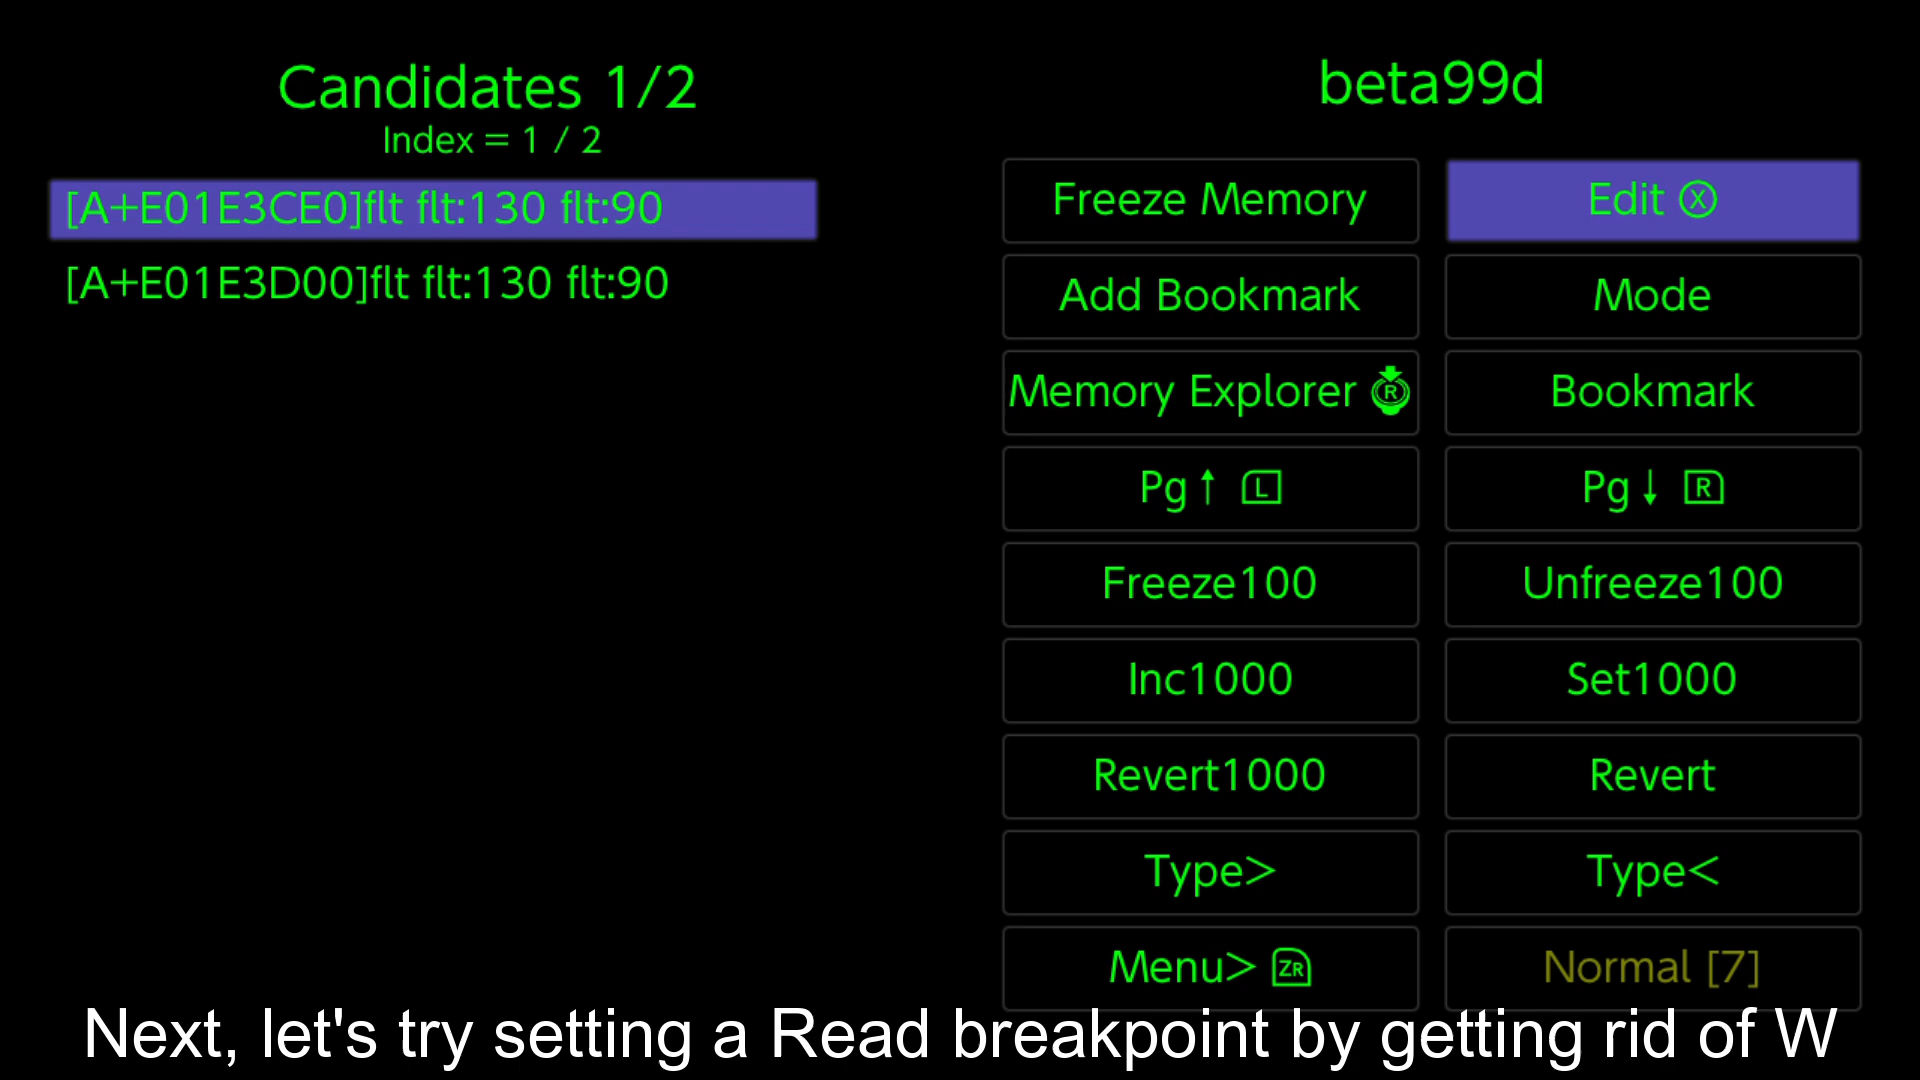 Candidates 1/2
Index = 1 / 2
[A+E01E3CE0]flt flt:130 flt:90
[A+E01E3D00]flt flt:130 flt:90
beta99d
Freeze Memory
Edit Ⓧ
Add Bookmark
Mode
Memory Explorer R
Bookmark
Pg↑ L
Pg↓ R
Freeze100
Unfreeze100
Inc1000
Set1000
Revert1000
Revert
Type>
Type<
Menu> ZR
Normal [7]
Next, let's try setting a Read breakpoint by getting rid of W